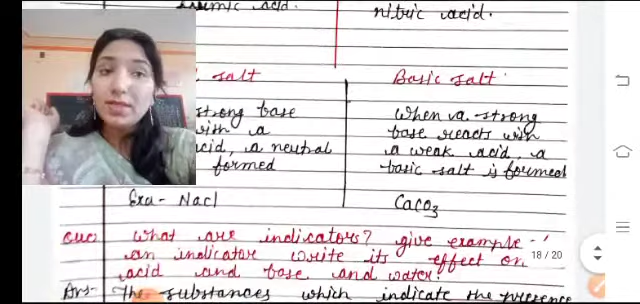 nitric acid.
salt Basic salt
strong base When a strong
with a base reacts with
acid, a neutral a weak acid, a
formed basic salt is formed
Exa- Nacl CaCO3
Que: What are indicators? give example
an indicator write its effect on 18/20
acid and base and water.
Ans- The substances which indicate the presence